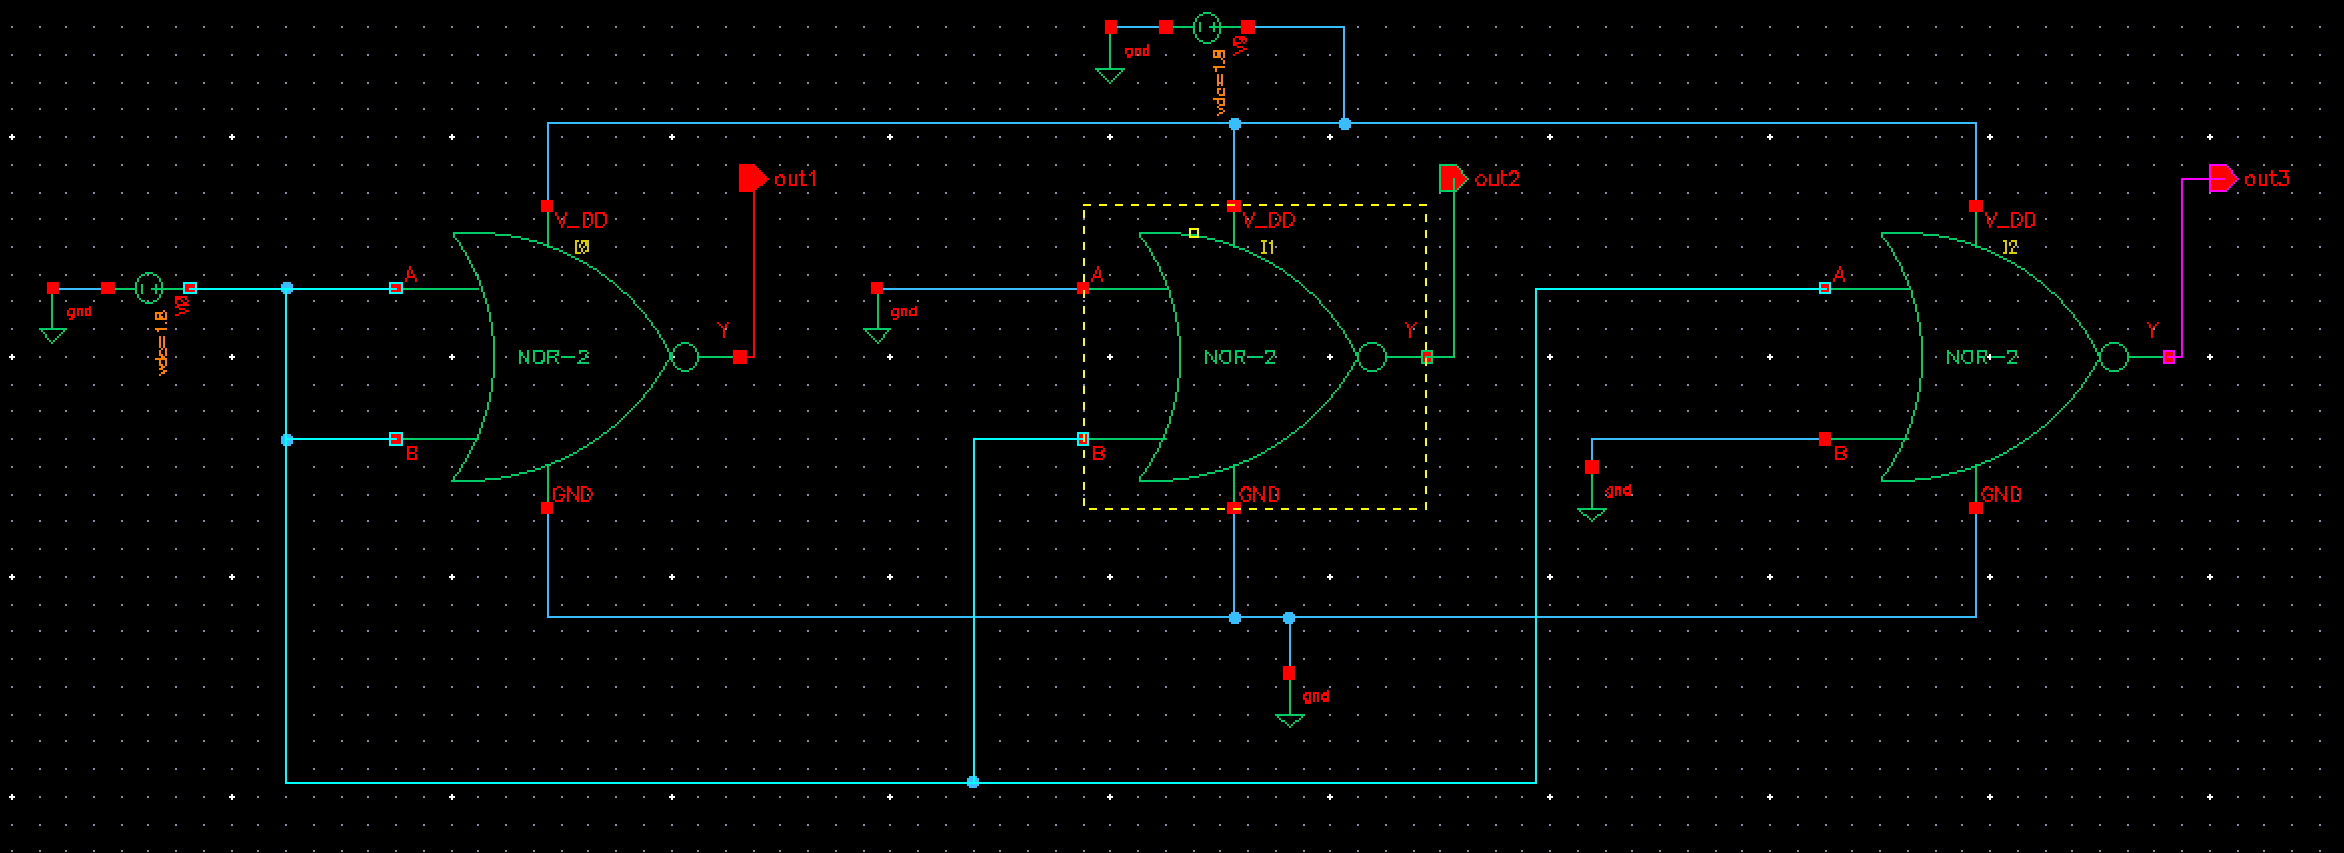 gnd
V9
vdc=1.8
out1
out2
out3
V_DD
V_DD
V_DD
I0
I1
I2
A
A
A
gnd
V0
vdc=1.8
gnd
NOR-2
Y
NOR-2
Y
NOR-2
Y
B
B
B
GND
GND
gnd
GND
gnd